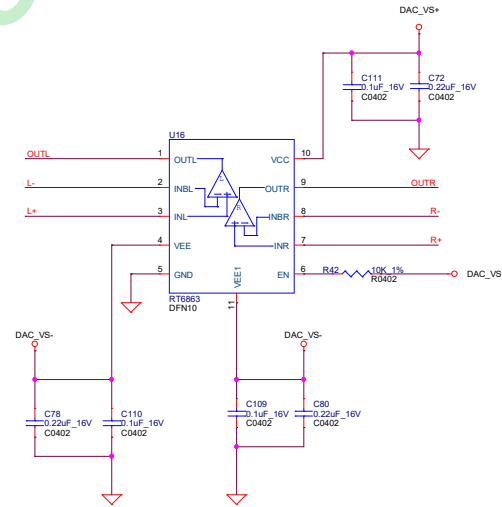 DAC_VS+
C111
0.1uF_16V
C0402
C72
0.22uF_16V
C0402
U16
OUTL
1
OUTL
VCC
10
L-
2
INBL
OUTR
9
OUTR
L+
3
INL
INBR
8
R-
4
VEE
INR
7
R+
5
GND
EN
6
R42
10K_1%
R0402
DAC_VS
VEE1
11
L
R
RT6863
DFN10
DAC_VS-
DAC_VS-
C78
0.22uF_16V
C0402
C110
0.1uF_16V
C0402
C109
0.1uF_16V
C0402
C80
0.22uF_16V
C0402